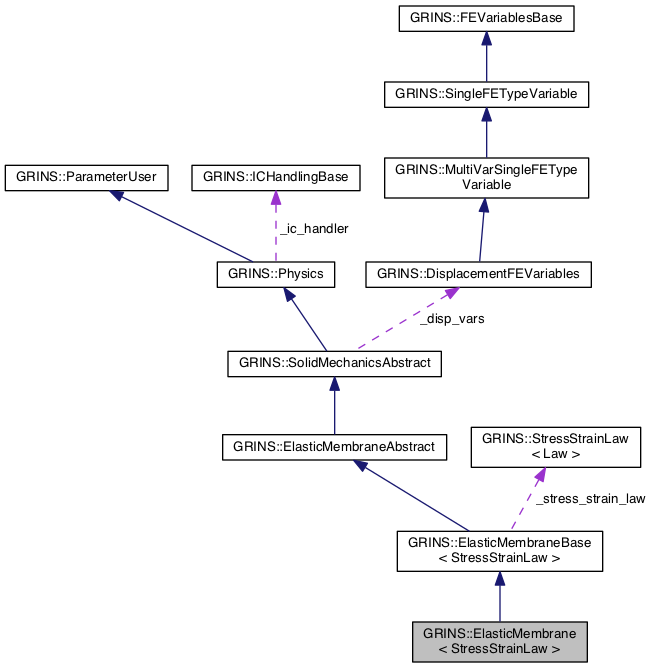 GRINS::FEVariablesBase
GRINS::SingleFETypeVariable
GRINS::ParameterUser
GRINS::ICHandlingBase
GRINS::MultiVarSingleFEType
Variable
_ic_handler
GRINS::Physics
GRINS::DisplacementFEVariables
_disp_vars
GRINS::SolidMechanicsAbstract
GRINS::ElasticMembraneAbstract
GRINS::StressStrainLaw
< Law >
_stress_strain_law
GRINS::ElasticMembraneBase
< StressStrainLaw >
GRINS::ElasticMembrane
< StressStrainLaw >